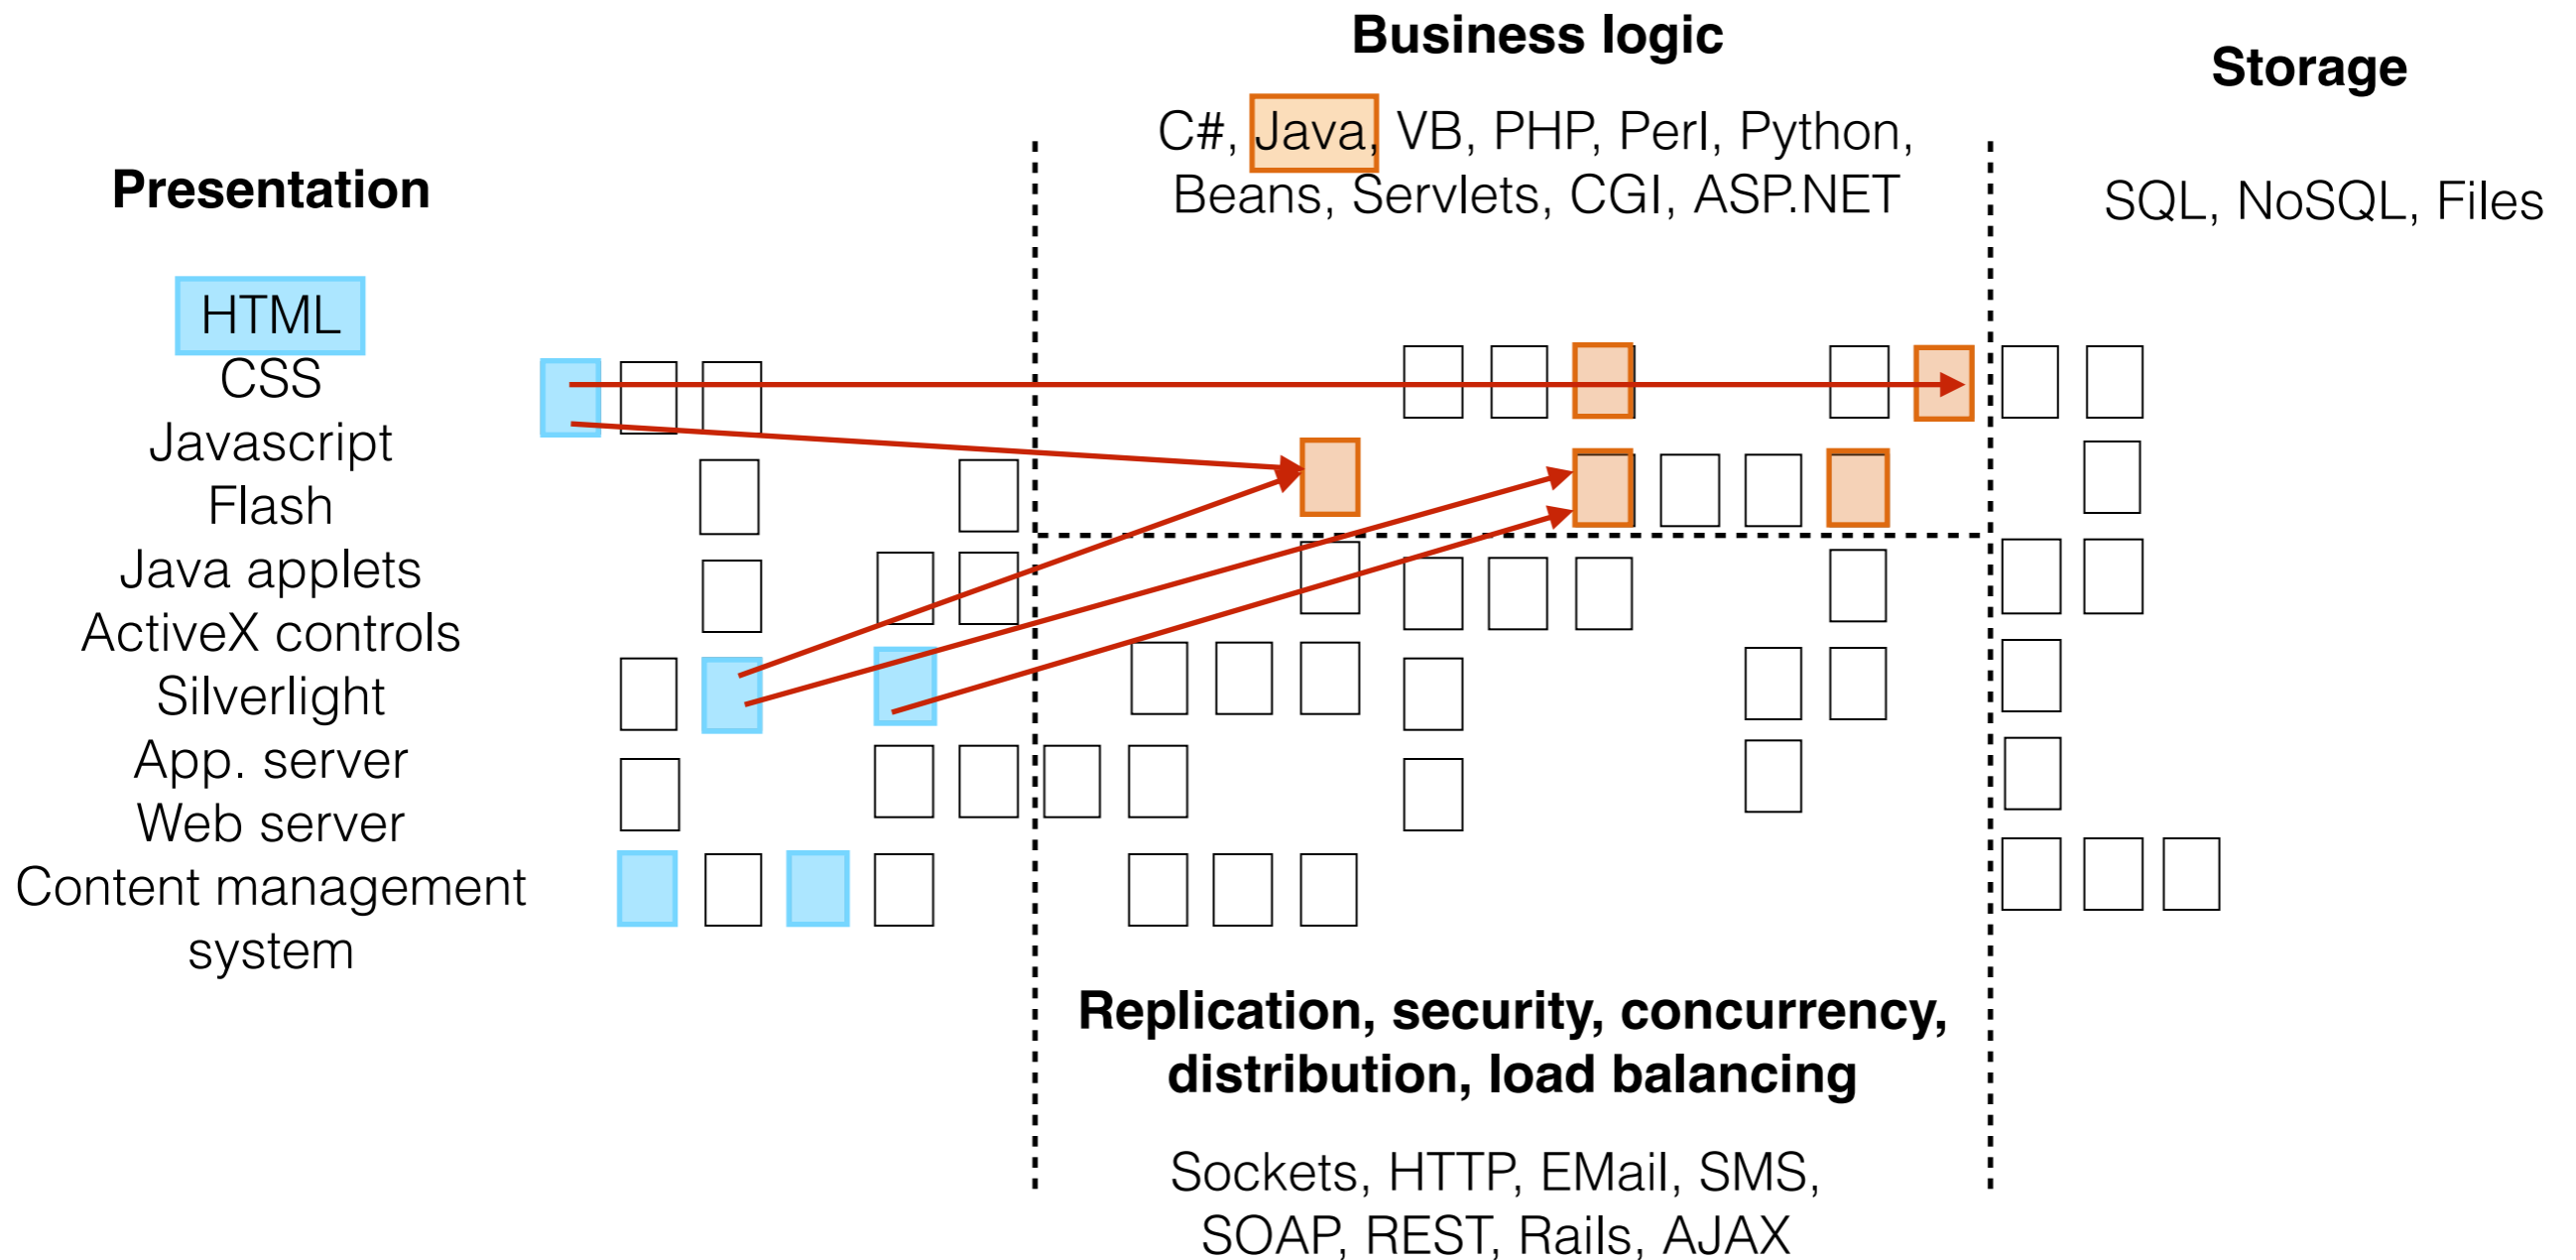 Presentation
HTML
CSS
Javascript
Flash
Java applets
ActiveX controls
Silverlight
App. server
Web server
Content management
system
Business logic
C#, Java, VB, PHP, Perl, Python,
Beans, Servlets, CGI, ASP.NET
Replication, security, concurrency,
distribution, load balancing
Sockets, HTTP, EMail, SMS,
SOAP, REST, Rails, AJAX
Storage
SQL, NoSQL, Files